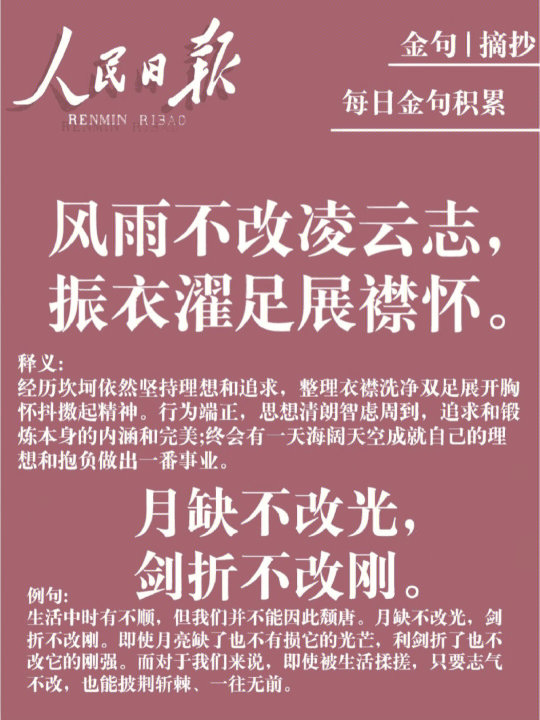 人民日报
RENMIN RIBAO
金句|摘抄
每日金句积累
风雨不改凌云志，
振衣濯足展襟怀。
释义：
经历坎坷依然坚持理想和追求，整理衣襟洗净双足展开胸
怀抖擞起精神。行为端正，思想清朗智虑周到，追求和锻
炼本身的内涵和完美;终会有一天海阔天空成就自己的理
想和抱负做出一番事业。
月缺不改光，
剑折不改刚。
例句：
生活中时有不顺，但我们并不能因此颓唐。月缺不改光，剑
折不改刚。即使月亮缺了也不有损它的光芒，利剑折了也不
改它的刚强。而对于我们来说，即使被生活揉搓，只要志气
不改，也能披荆斩棘、一往无前。